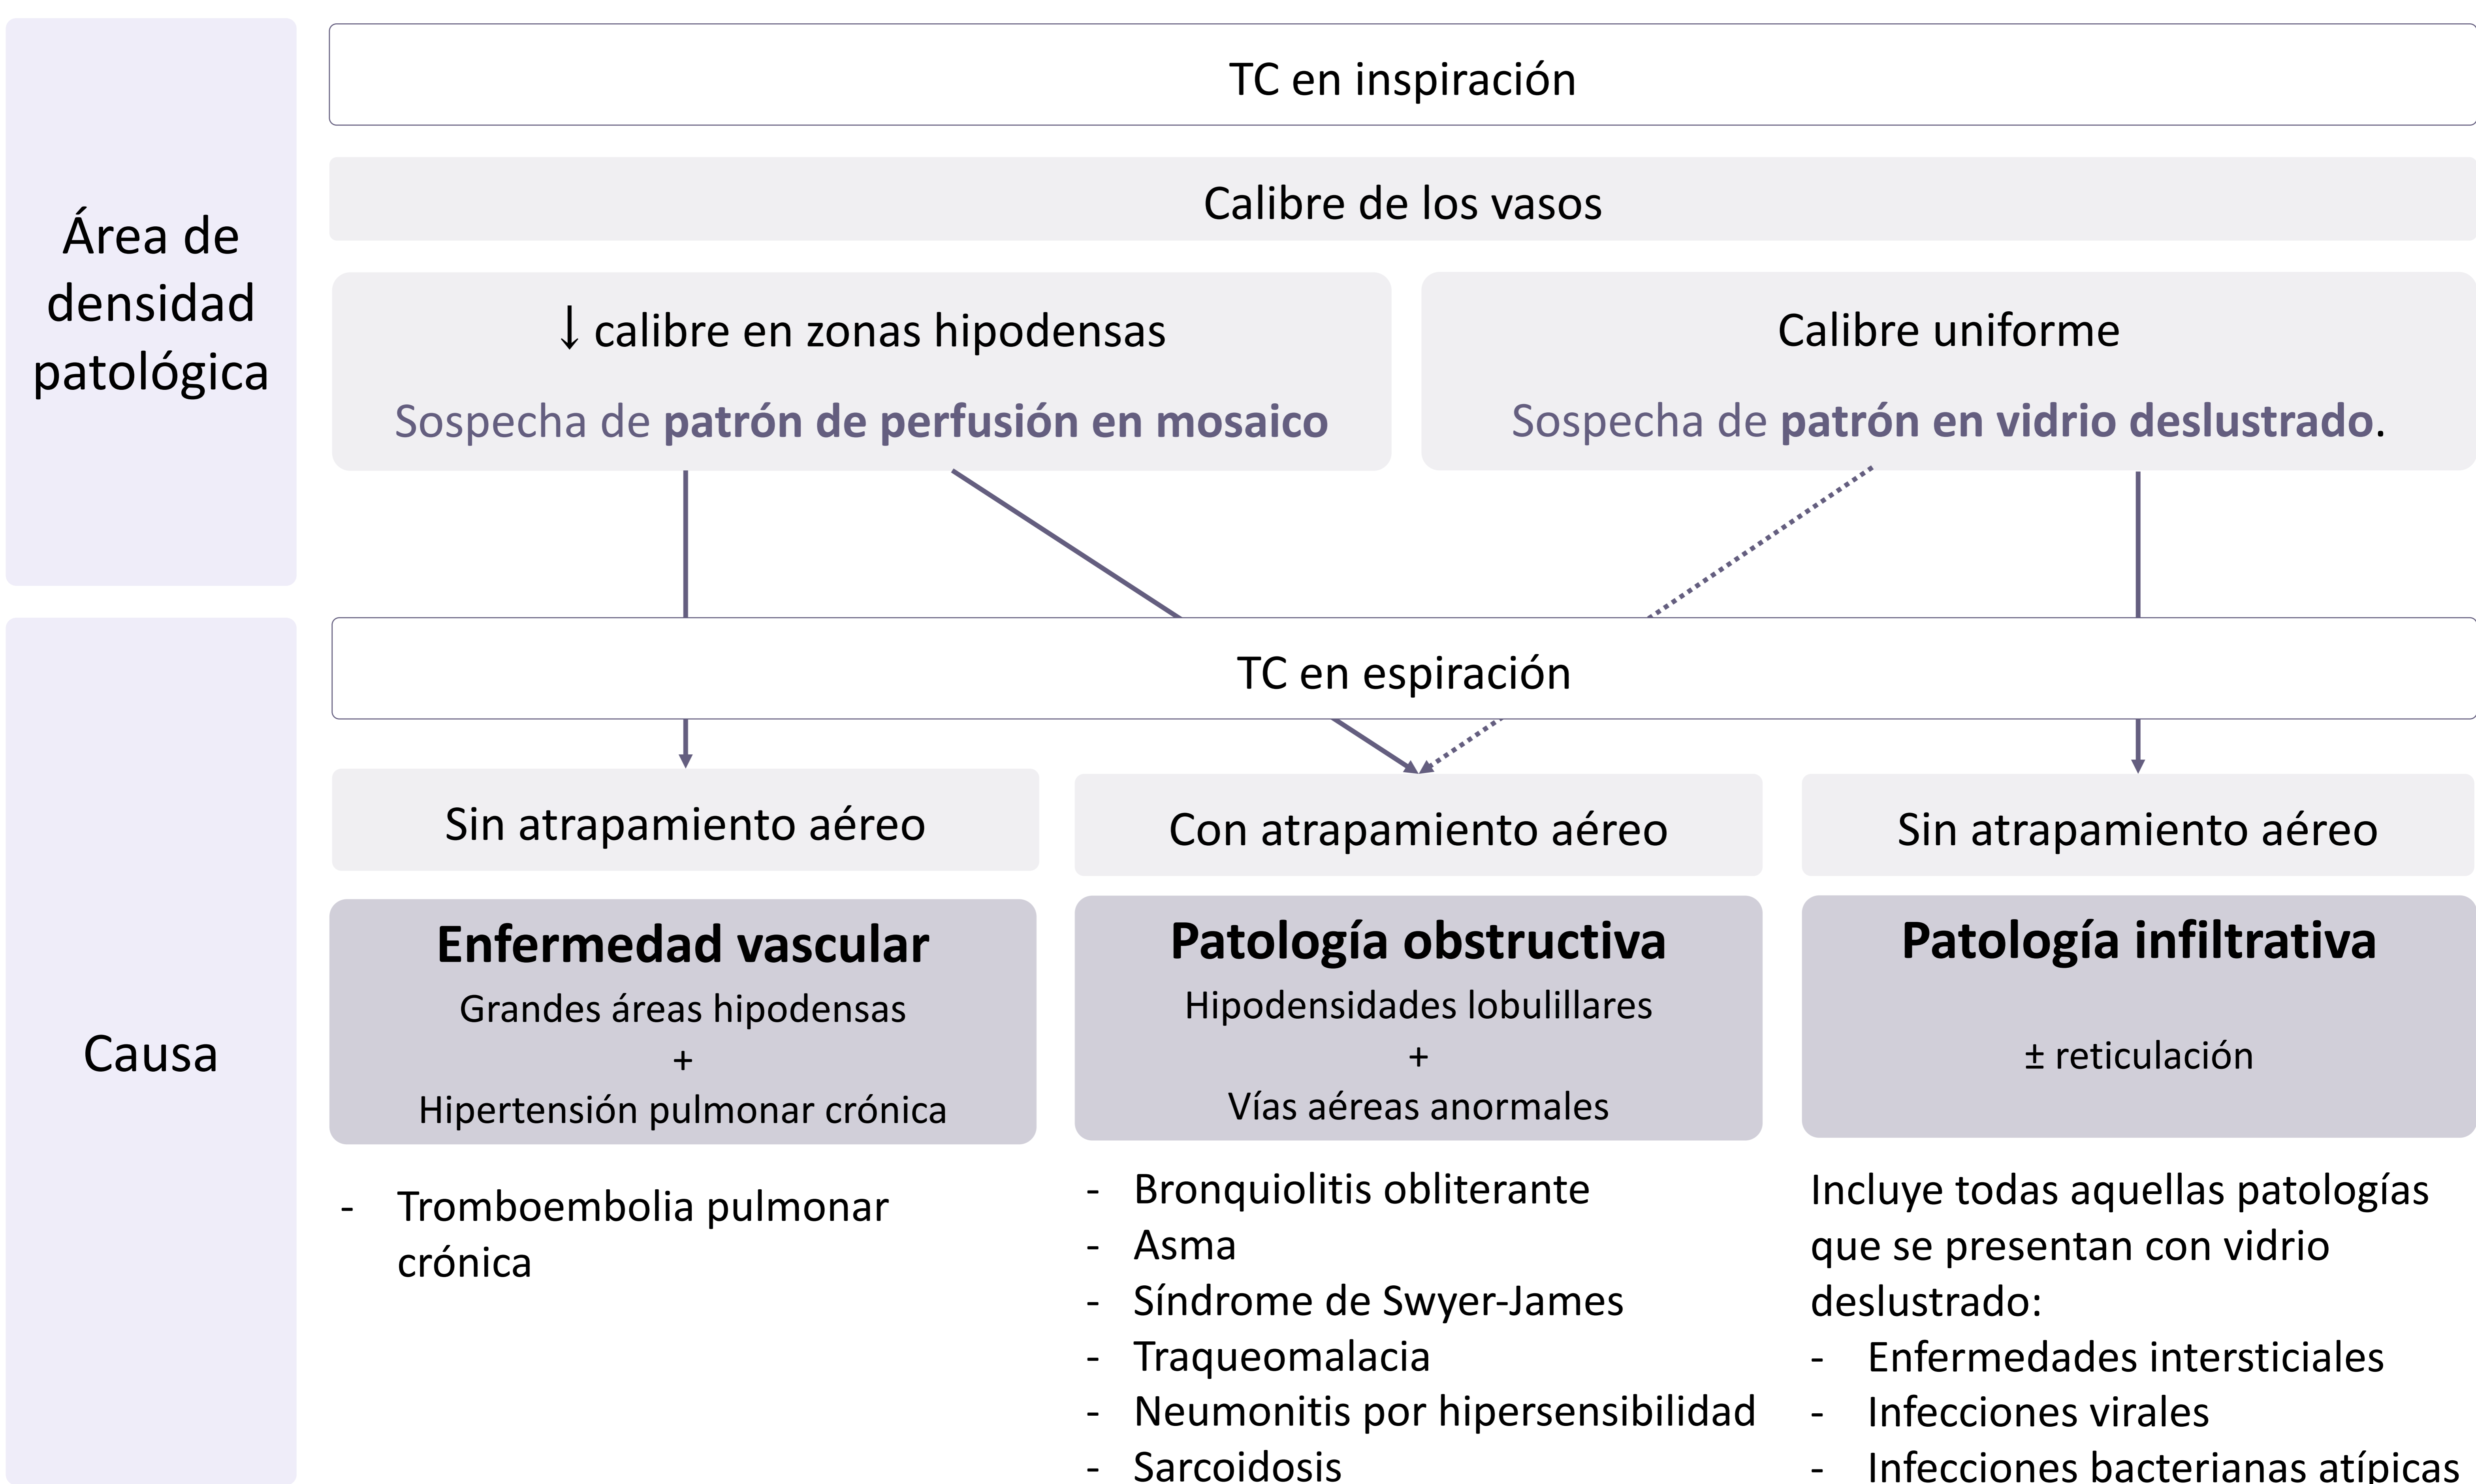 Área de
densidad
patológica
TC en inspiración
Calibre de los vasos
↓ calibre en zonas hipodensas
Sospecha de patrón de perfusión en mosaico
Calibre uniforme
Sospecha de patrón en vidrio deslustrado.
Causa
TC en espiración
Sin atrapamiento aéreo
Enfermedad vascular
Grandes áreas hipodensas
+
Hipertensión pulmonar crónica
- Tromboembolia pulmonar
crónica
Con atrapamiento aéreo
Patología obstructiva
Hipodensidades lobulillares
+
Vías aéreas anormales
- Bronquiolitis obliterante
- Asma
- Síndrome de Swyer-James
- Traqueomalacia
- Neumonitis por hipersensibilidad
- Sarcoidosis
Sin atrapamiento aéreo
Patología infiltrativa
± reticulación
Incluye todas aquellas patologías
que se presentan con vidrio
deslustrado:
- Enfermedades intersticiales
- Infecciones virales
- Infecciones bacterianas atípicas